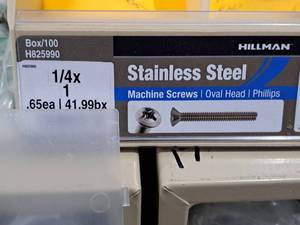 Box/100
H825990
HILLMAN
1/4x
1
.65ea | 41.99bx
Stainless Steel
Machine Screws | Oval Head | Phillips